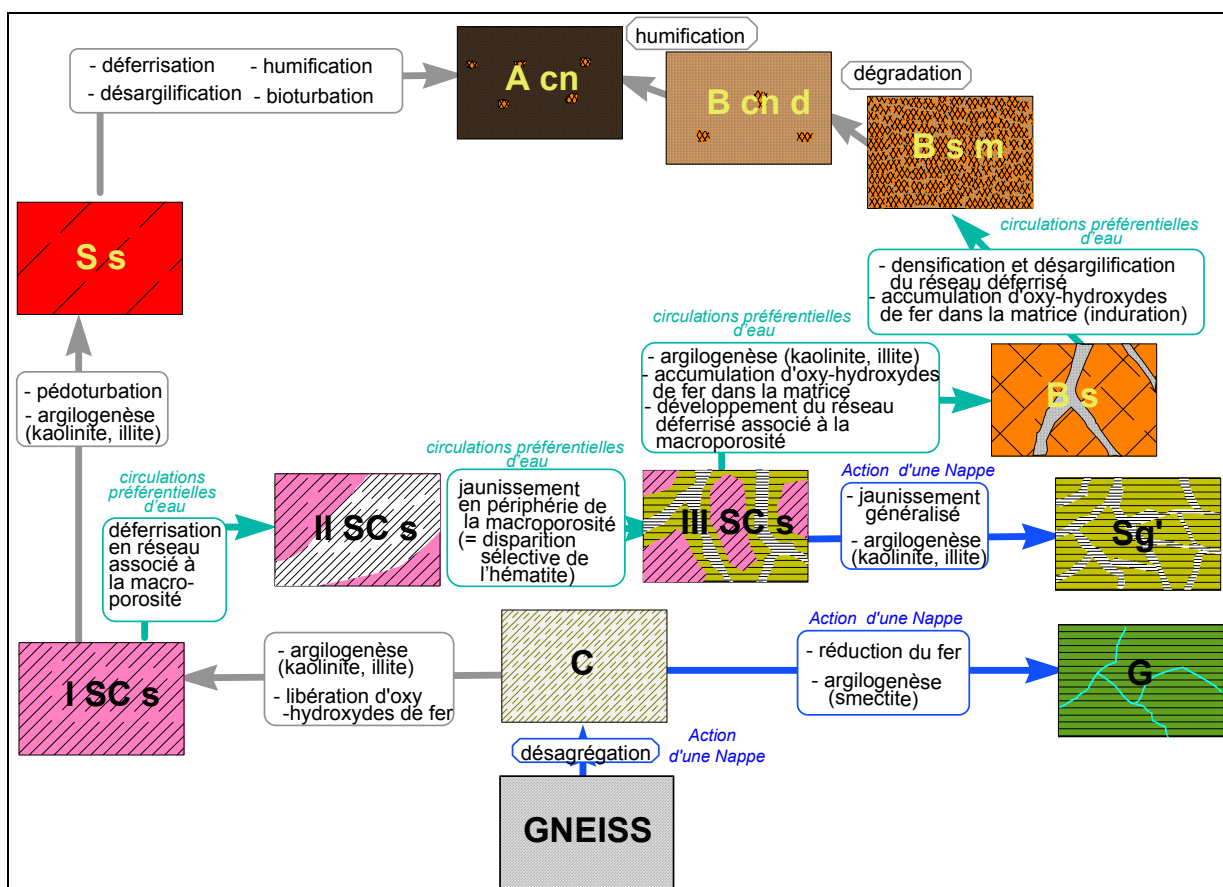 humification
- déferrisation - humification
- désargilification - bioturbation
A cn
B cn d
dégradation
B s m
S s
circulations préférentielles
d'eau
- densification et désargilification
du réseau déferrisé
- accumulation d'oxy-hydroxydes
de fer dans la matrice (induration)
circulations préférentielles
d'eau
- argilogenèse (kaolinite, illite)
- accumulation d'oxy-hydroxydes
de fer dans la matrice
- développement du réseau
déferrisé associé à la
macroporosité
B s
- pédoturbation
- argilogenèse
(kaolinite, illite)
circulations
préférentielles
d'eau
déferrisation
en réseau
associé à
la macro-
porosité
II SC s
circulations préférentielles
d'eau
jaunissement
en périphérie de
la macroporosité
(= disparition
sélective de
l'hématite)
III SC s
Action d'une Nappe
- jaunissement
généralisé
- argilogenèse
(kaolinite, illite)
Sg'
I SC s
- argilogenèse
(kaolinite, illite)
- libération d'oxy
-hydroxydes de fer
C
Action d'une Nappe
- réduction du fer
- argilogenèse
(smectite)
G
désagrégation
Action
d'une Nappe
GNEISS